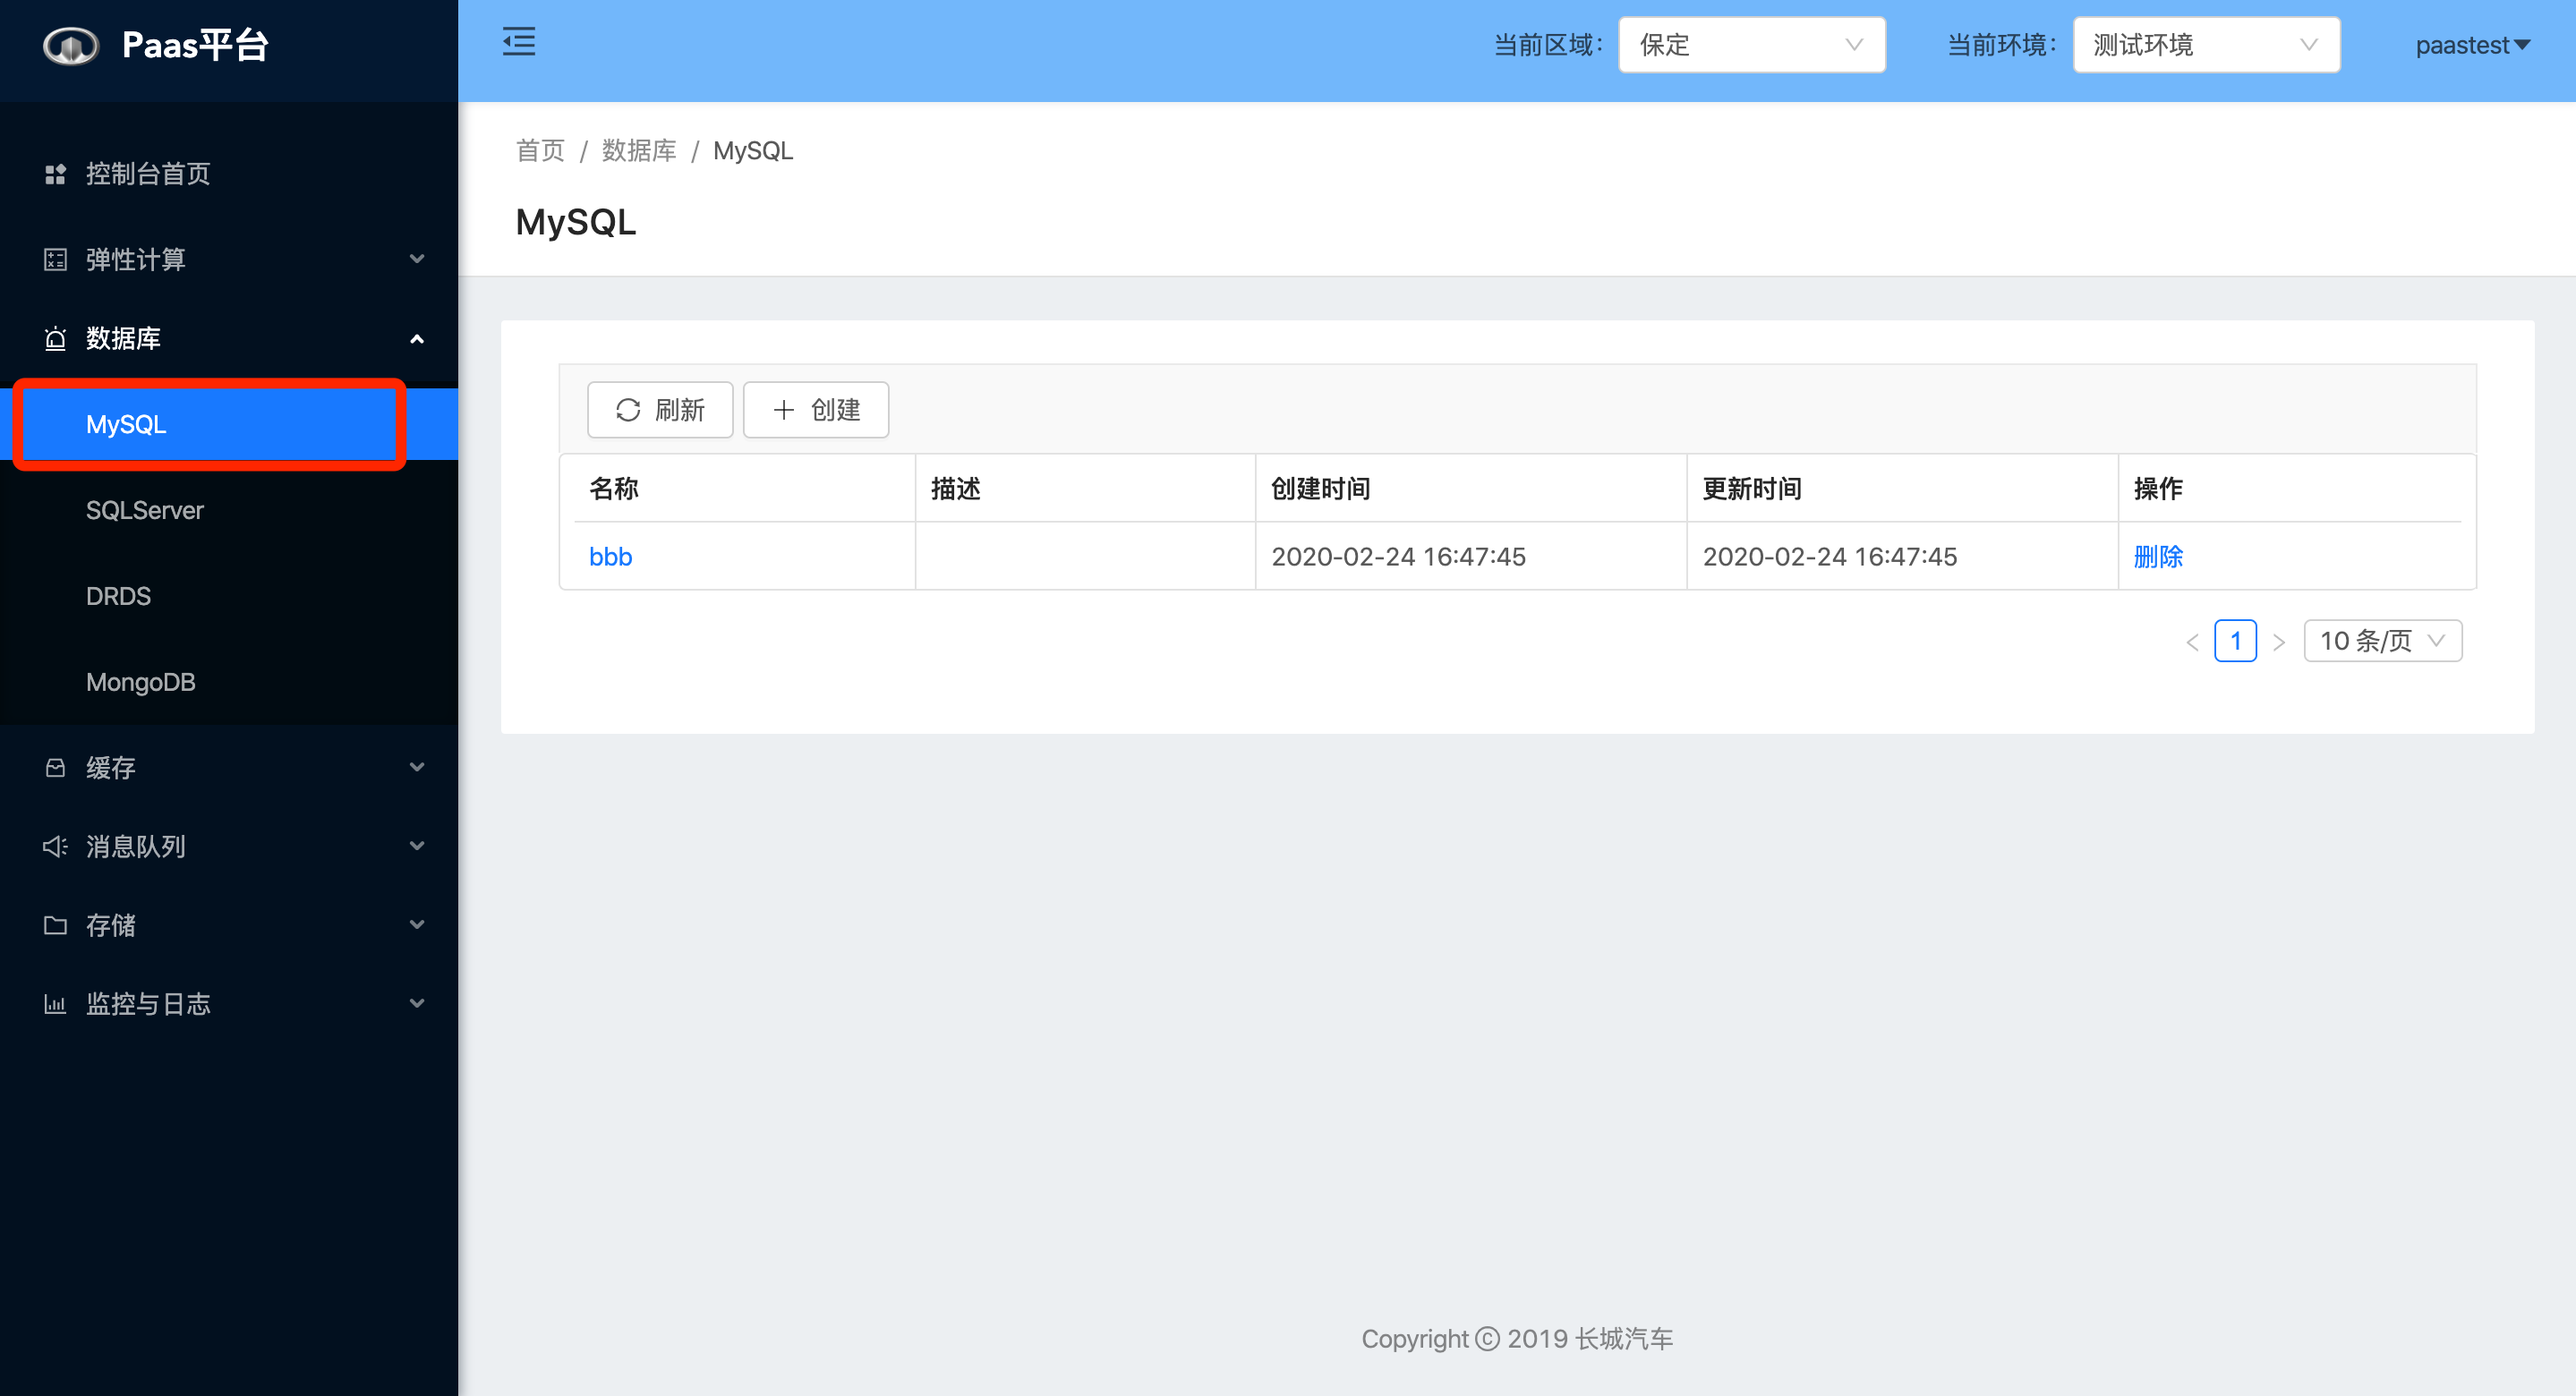 Paas平台
当前区域：
保定
当前环境：
测试环境
paastest
控制台首页
弹性计算
数据库
MySQL
SQLServer
DRDS
MongoDB
缓存
消息队列
存储
监控与日志
首页 / 数据库 / MySQL
MySQL
刷新 创建
名称 描述 创建时间 更新时间 操作
bbb 2020-02-24 16:47:45 2020-02-24 16:47:45 删除
< 1 > 10 条/页
Copyright © 2019 长城汽车